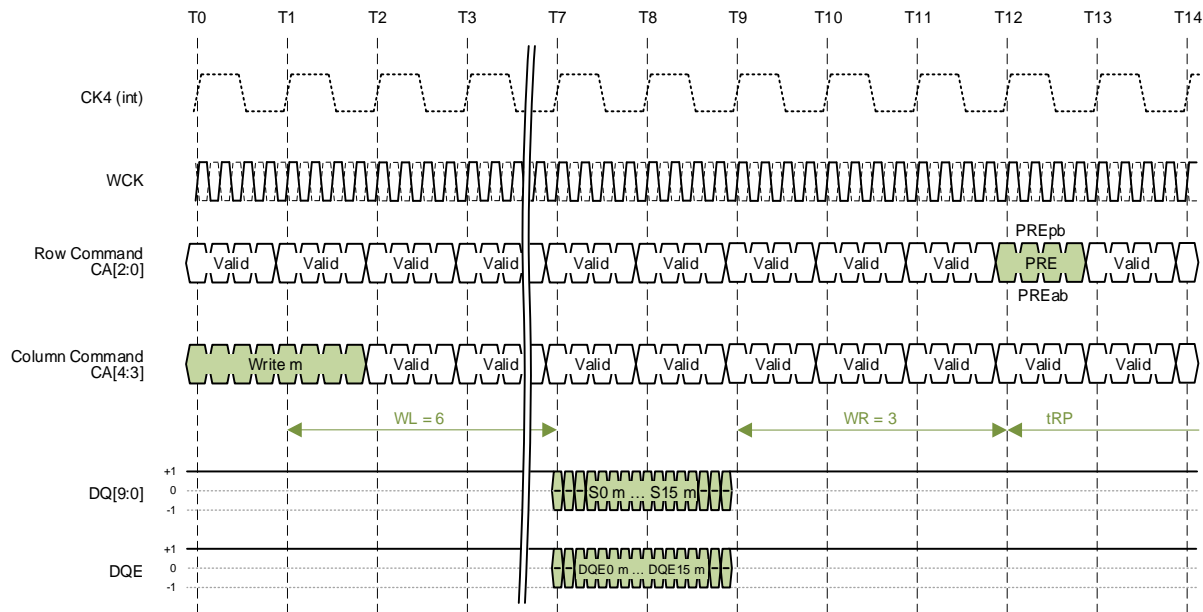 T0 T1 T2 T3 T7 T8 T9 T10 T11 T12 T13 T14
CK4 (int)
WCK
PREpb
Row Command
CA[2:0]
Valid Valid Valid Valid Valid Valid Valid Valid Valid PRE Valid
PREab
Column Command
CA[4:3]
Write m Valid Valid Valid Valid Valid Valid Valid Valid Valid
WL = 6 WR = 3 tRP
+1
DQ[9:0] 0 S0 m ... S15 m
-1
+1
DQE 0 DQE0 m ... DQE15 m
-1